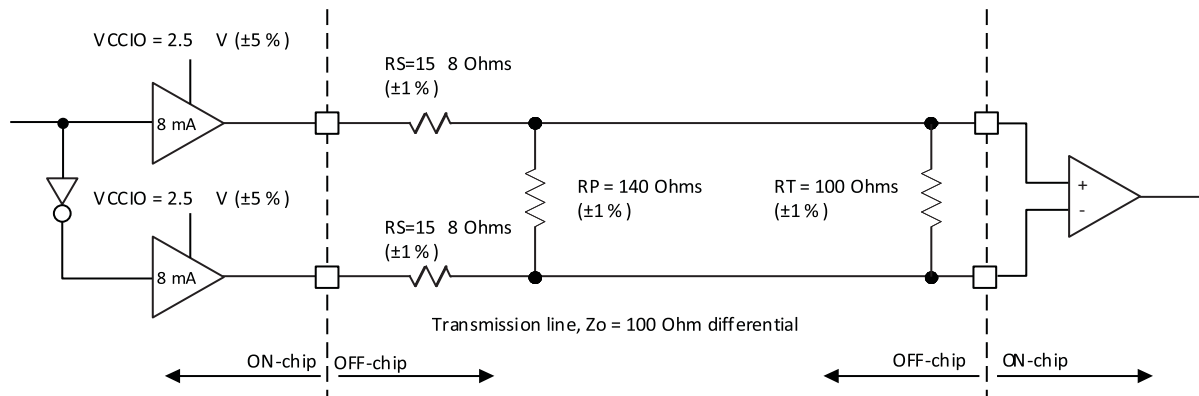 VCCIO = 2.5 V (±5 %)
8 mA
RS=15 8 Ohms
(±1 %)
VCCIO = 2.5 V (±5 %)
8 mA
RS=15 8 Ohms
(±1 %)
RP = 140 Ohms
(±1 %)
RT = 100 Ohms
(±1 %)
+
-
Transmission line, Zo = 100 Ohm differential
ON-chip
OFF-chip
OFF-chip
ON-chip